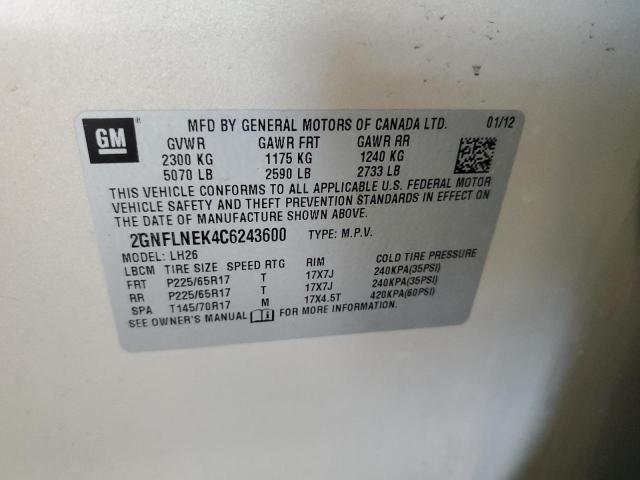 GM
®
MFD BY GENERAL MOTORS OF CANADA LTD. 01/12
GVWR GAWR FRT GAWR RR
2300 KG 1175 KG 1240 KG
5070 LB 2590 LB 2733 LB
THIS VEHICLE CONFORMS TO ALL APPLICABLE U.S. FEDERAL MOTOR
VEHICLE SAFETY AND THEFT PREVENTION STANDARDS IN EFFECT ON
THE DATE OF MANUFACTURE SHOWN ABOVE.
2GNFLNEK4C6243600 TYPE: M.P.V.
MODEL: LH26
LBCM TIRE SIZE SPEED RTG RIM COLD TIRE PRESSURE
FRT P225/65R17 T 17X7J 240KPA(35PSI)
RR P225/65R17 T 17X7J 240KPA(35PSI)
SPA T145/70R17 M 17X4.5T 420KPA(60PSI)
SEE OWNER'S MANUAL FOR MORE INFORMATION.